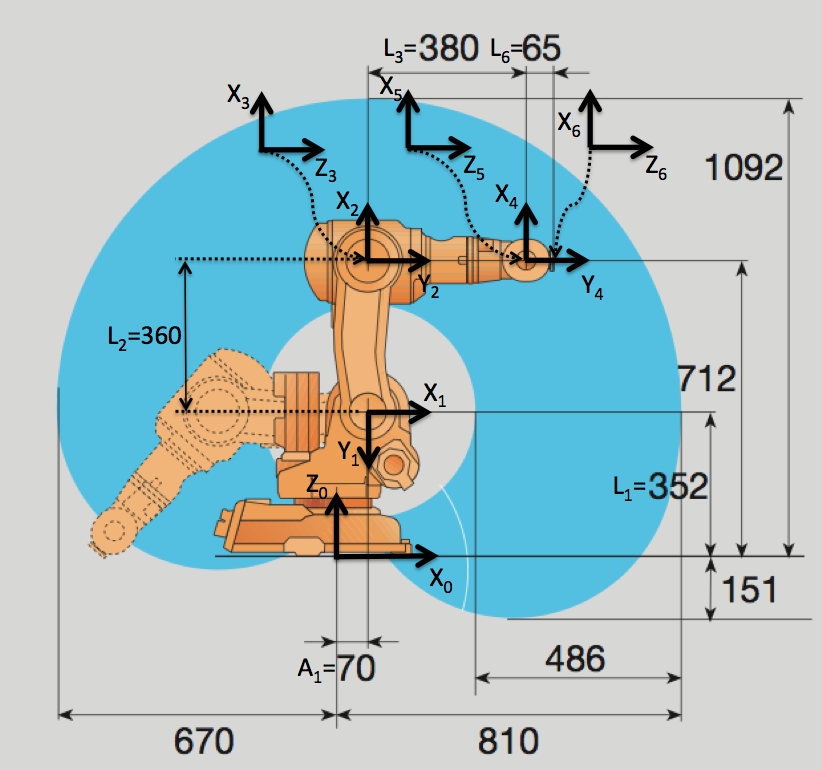 L₃=380 L₆=65
X₃
X₅
X₆
Z₃
Z₅
Z₆
1092
X₂
X₄
Y₂
Y₄
L₂=360
712
X₁
Y₁
Z₀
L₁=352
X₀
151
A₁=70
486
670
810